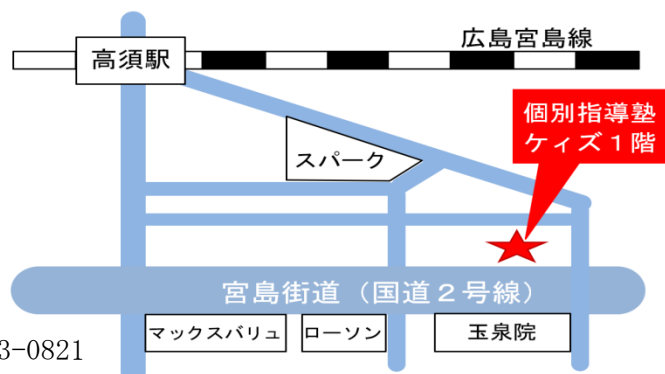 広島宮島線
高須駅
個別指導塾
ケィズ１階
スパーク
宮島街道（国道２号線）
マックスバリュ
ローソン
玉泉院
3-0821